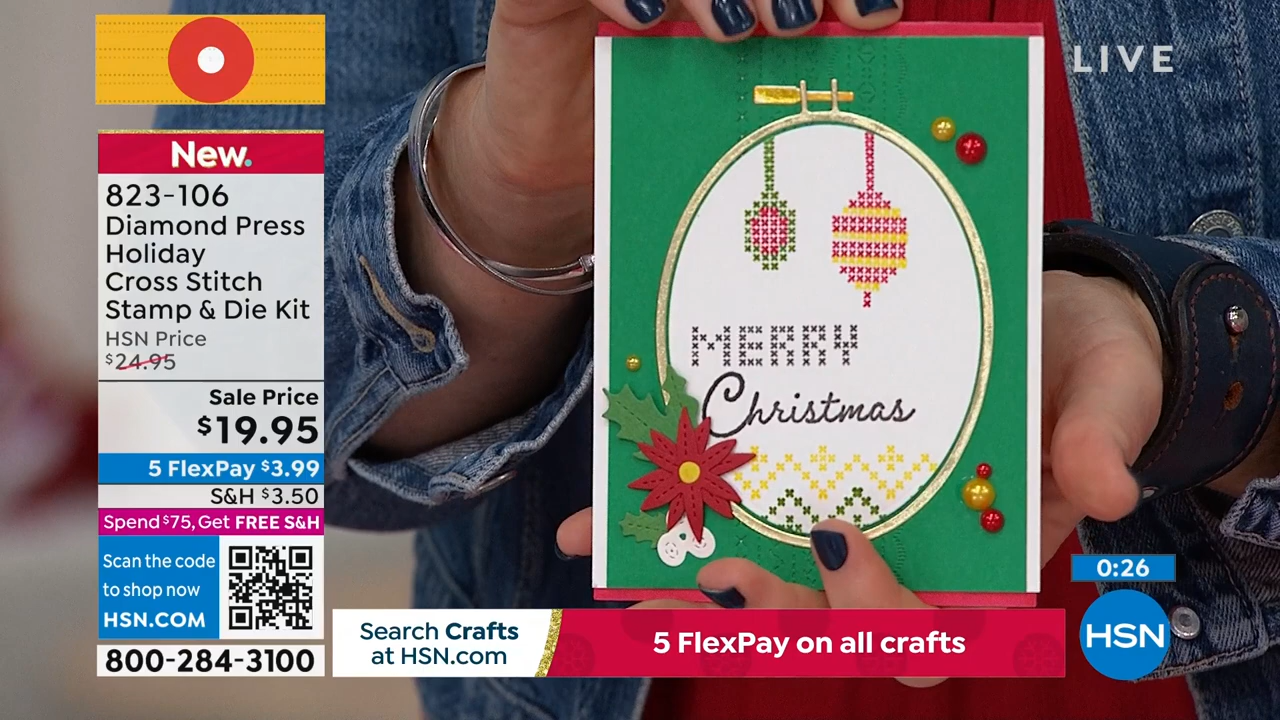 LIVE
New.
823-106
Diamond Press
Holiday
Cross Stitch
Stamp & Die Kit
HSN Price
$24.95
Sale Price
$19.95
5 FlexPay $3.99
S&H $3.50
Spend $75, Get FREE S&H
Scan the code
to shop now
HSN.COM
800-284-3100
MERRY
Christmas
Search Crafts
at HSN.com
5 FlexPay on all crafts
0:26
HSN